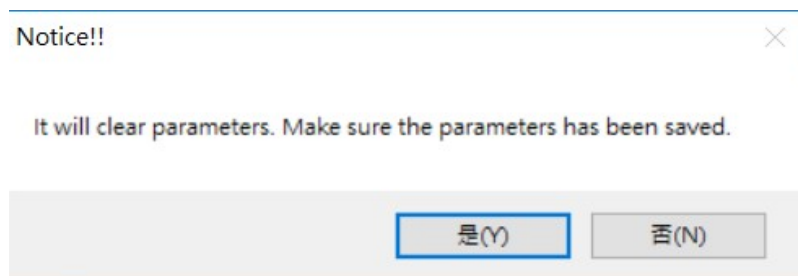 Notice!!
It will clear parameters. Make sure the parameters has been saved.
是(Y) 否(N)